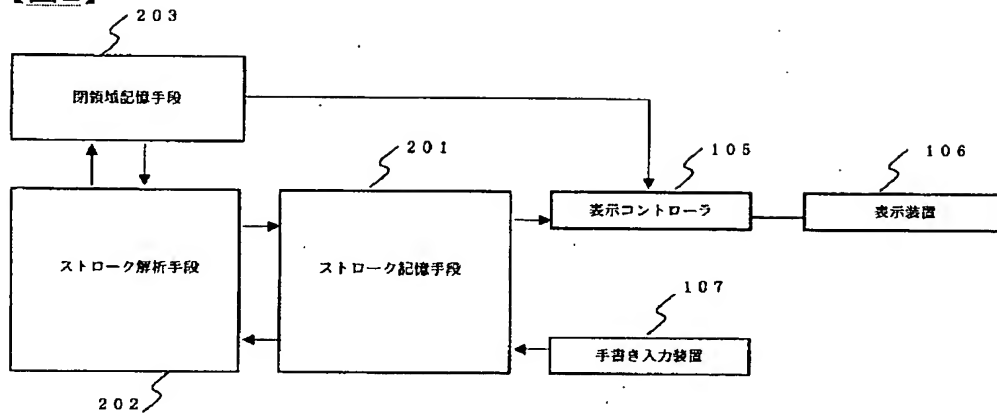 203
閉領域記憶手段
201
105
106
表示コントローラ
表示装置
ストローク解析手段
ストローク記憶手段
107
手書き入力装置
202